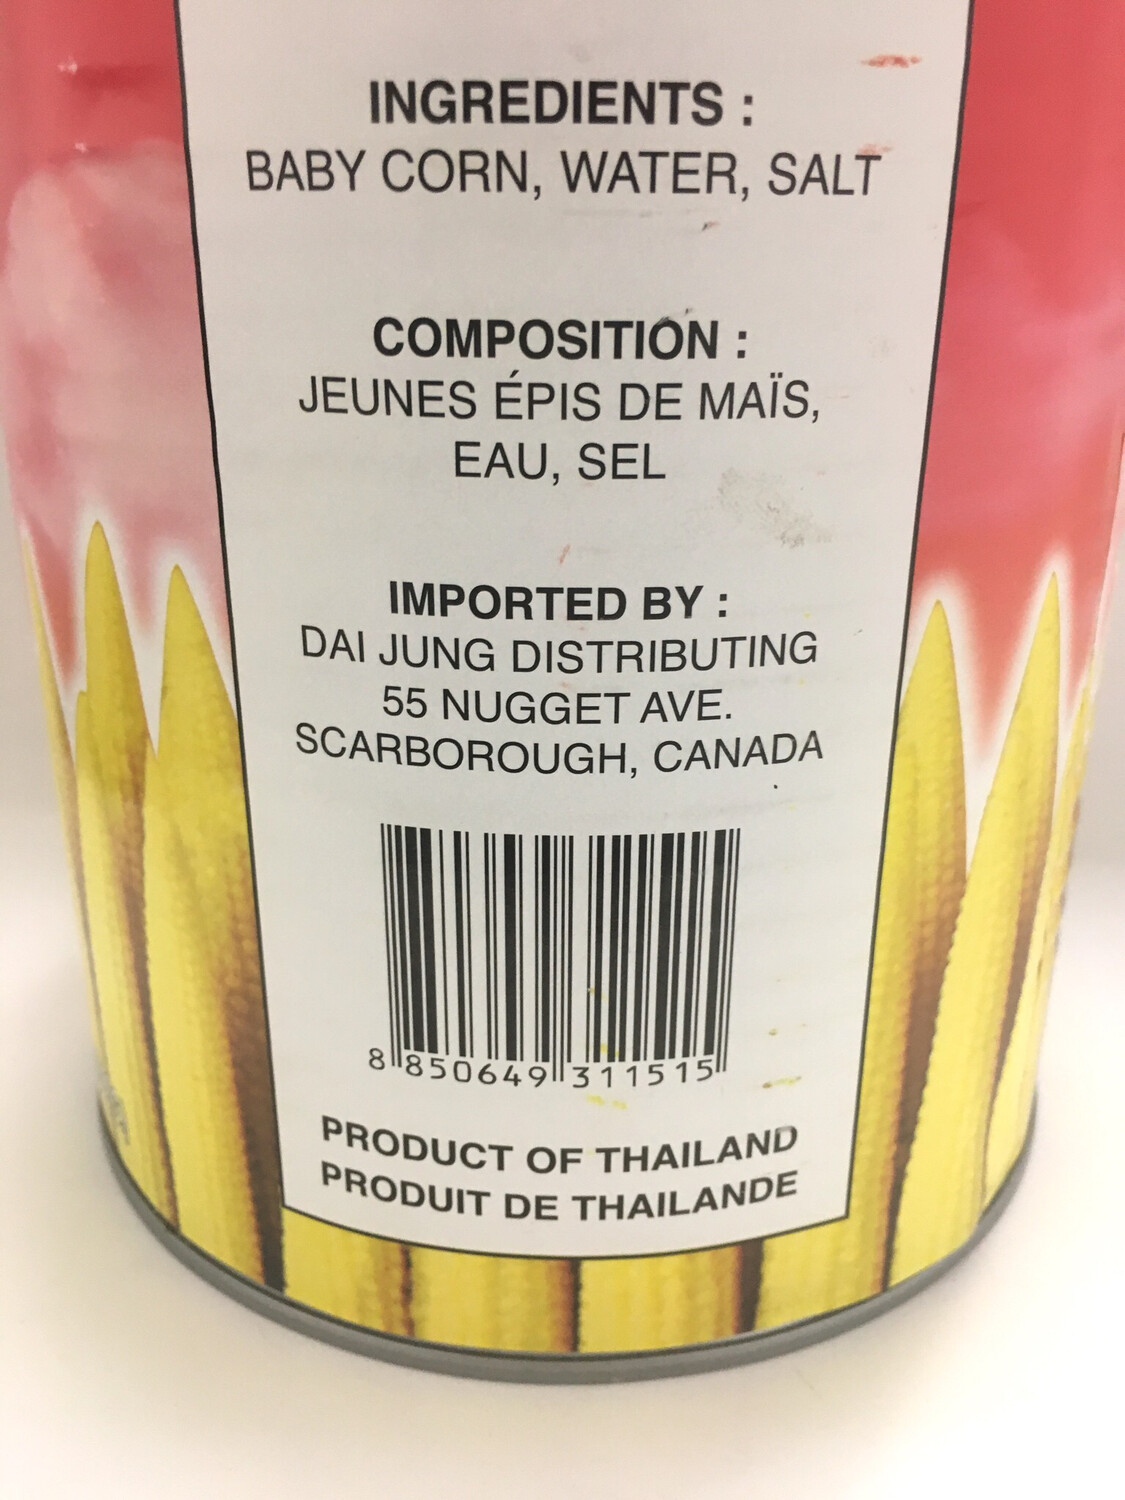 INGREDIENTS :
BABY CORN, WATER, SALT
COMPOSITION :
JEUNES ÉPIS DE MAÏS,
EAU, SEL
IMPORTED BY :
DAI JUNG DISTRIBUTING
55 NUGGET AVE.
SCARBOROUGH, CANADA
8 850649 311515
PRODUCT OF THAILAND
PRODUIT DE THAILANDE